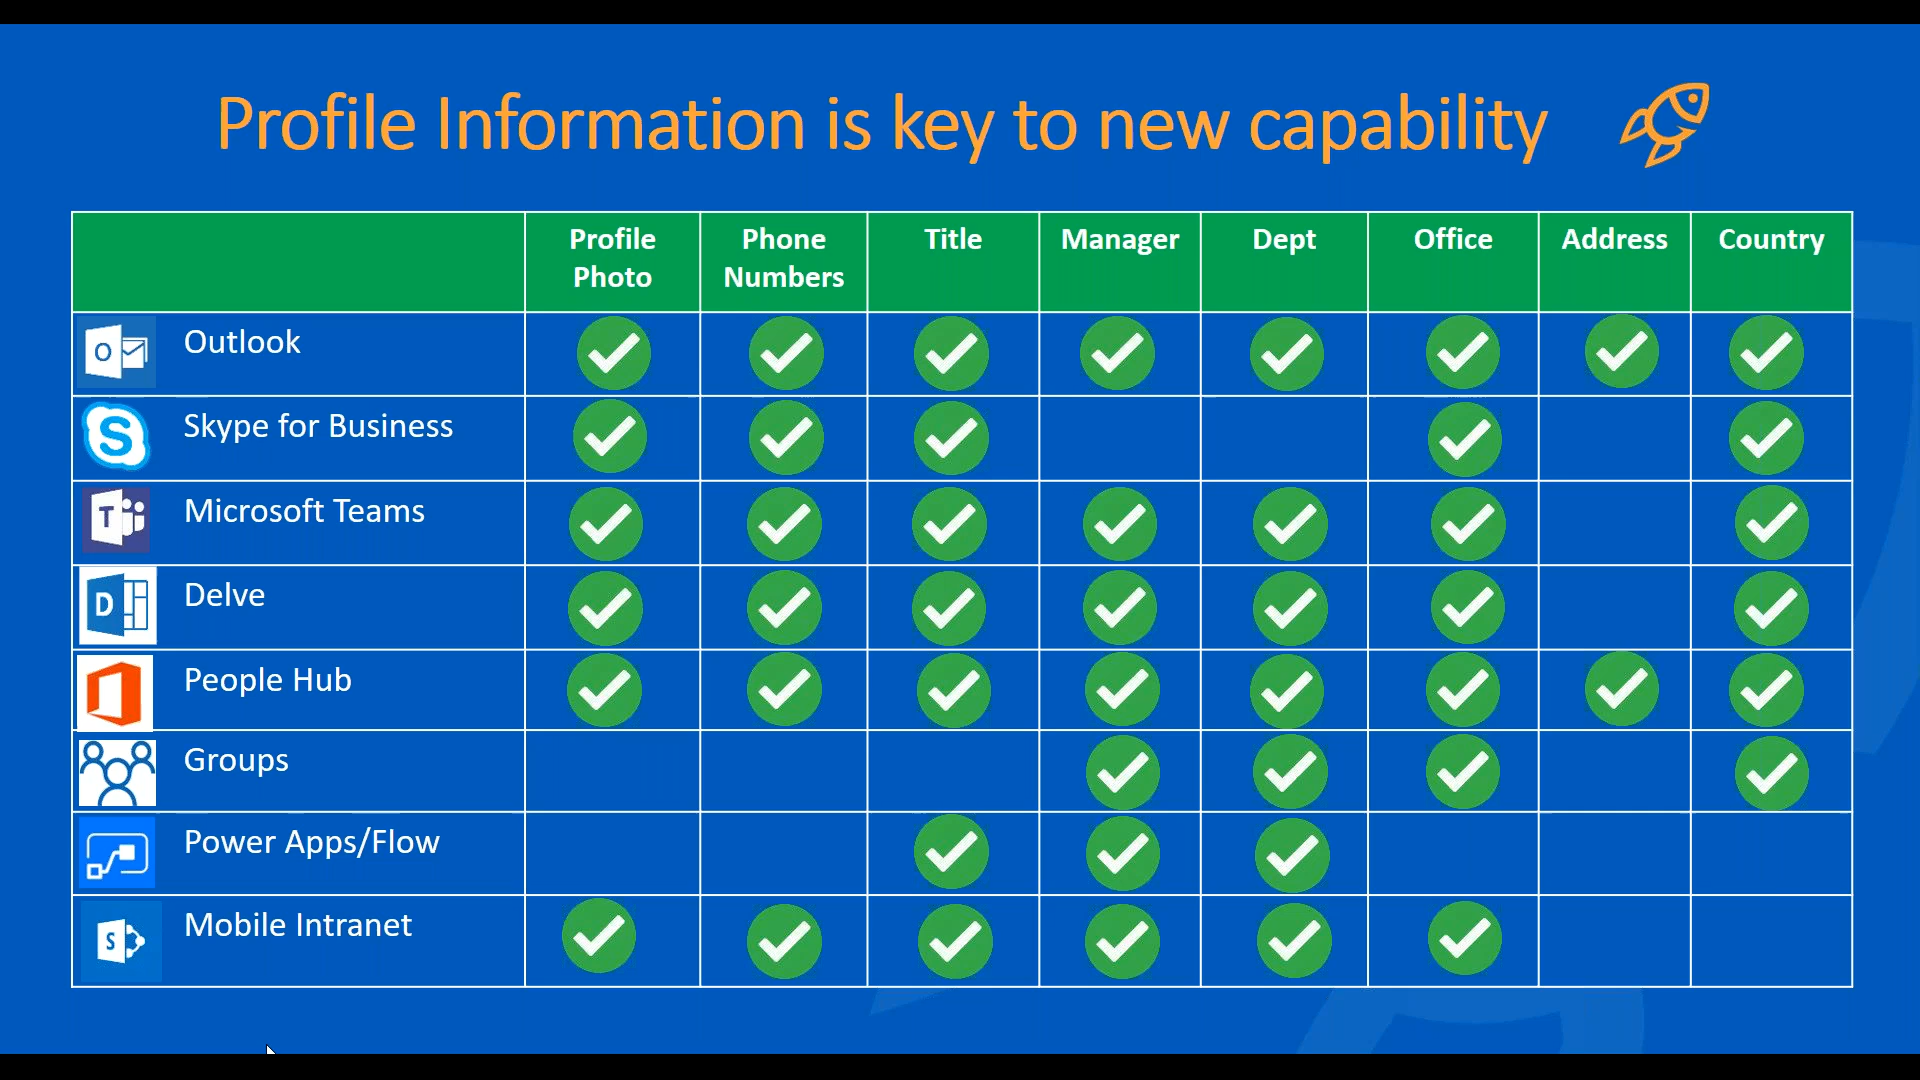 Profile Information is key to new capability
Profile Photo
Phone Numbers
Title
Manager
Dept
Office
Address
Country
O
Outlook
S
Skype for Business
T
Microsoft Teams
D
Delve
People Hub
Groups
Power Apps/Flow
S
Mobile Intranet